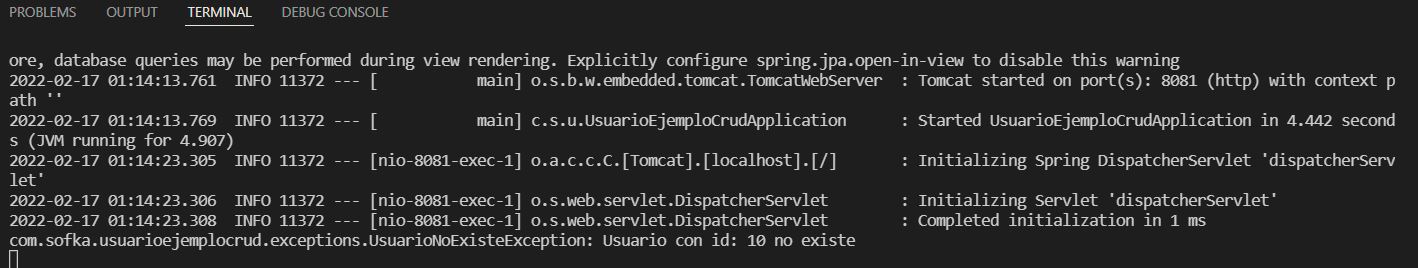 PROBLEMS OUTPUT TERMINAL DEBUG CONSOLE
ore, database queries may be performed during view rendering. Explicitly configure spring.jpa.open-in-view to disable this warning
2022-02-17 01:14:13.761  INFO 11372 --- [           main] o.s.b.w.embedded.tomcat.TomcatWebServer  : Tomcat started on port(s): 8081 (http) with context p
ath ''
2022-02-17 01:14:13.769  INFO 11372 --- [           main] c.s.u.UsuarioEjemploCrudApplication      : Started UsuarioEjemploCrudApplication in 4.442 second
s (JVM running for 4.907)
2022-02-17 01:14:23.305  INFO 11372 --- [nio-8081-exec-1] o.a.c.c.C.[Tomcat].[localhost].[/]       : Initializing Spring DispatcherServlet 'dispatcherServ
let'
2022-02-17 01:14:23.306  INFO 11372 --- [nio-8081-exec-1] o.s.web.servlet.DispatcherServlet        : Initializing Servlet 'dispatcherServlet'
2022-02-17 01:14:23.308  INFO 11372 --- [nio-8081-exec-1] o.s.web.servlet.DispatcherServlet        : Completed initialization in 1 ms
com.sofka.usuarioejemplocrud.exceptions.UsuarioNoExisteException: Usuario con id: 10 no existe